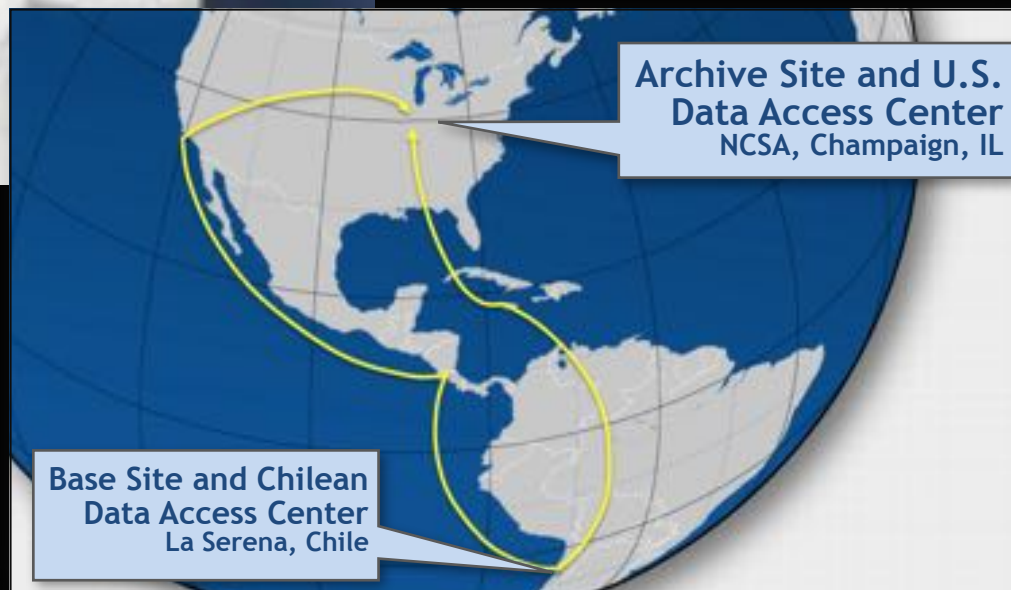 Archive Site and U.S.
Data Access Center
NCSA, Champaign, IL
Base Site and Chilean
Data Access Center
La Serena, Chile